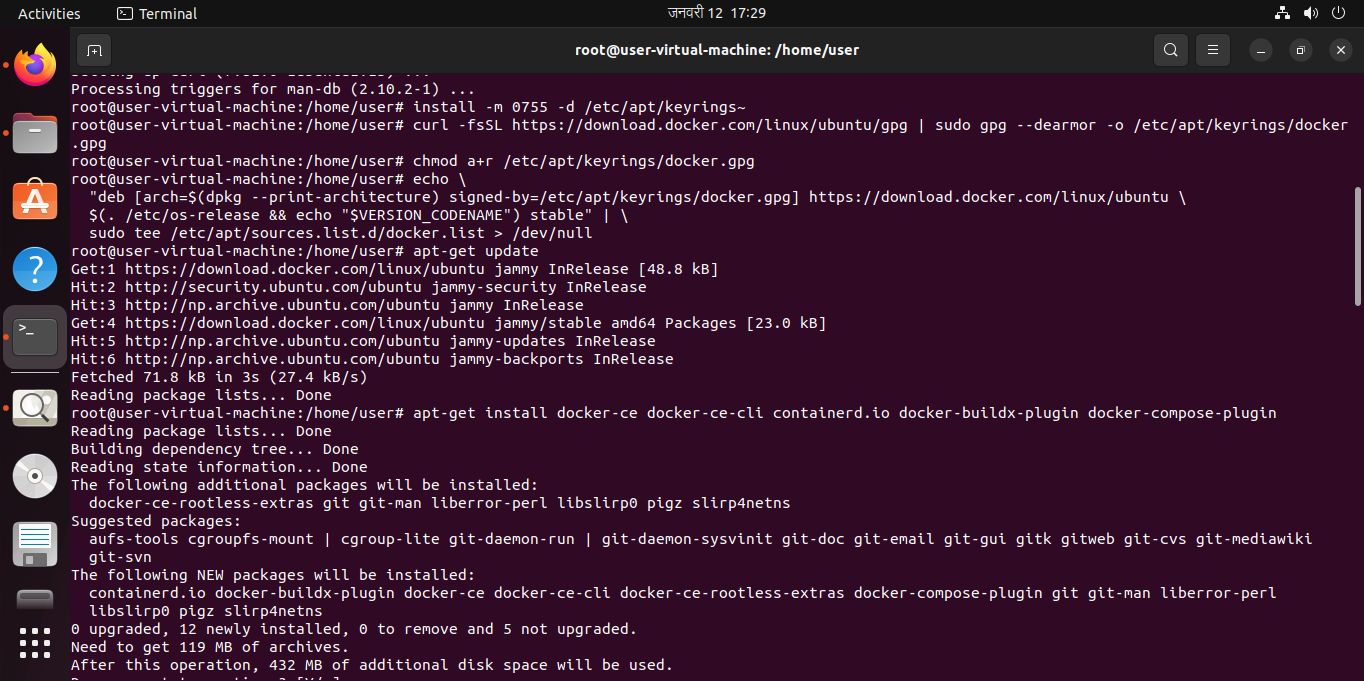 Activities Terminal जनवरी 12 17:29
root@user-virtual-machine: /home/user
Processing triggers for man-db (2.10.2-1) ...
root@user-virtual-machine:/home/user# install -m 0755 -d /etc/apt/keyrings~
root@user-virtual-machine:/home/user# curl -fsSL https://download.docker.com/linux/ubuntu/gpg | sudo gpg --dearmor -o /etc/apt/keyrings/docker
.gpg
root@user-virtual-machine:/home/user# chmod a+r /etc/apt/keyrings/docker.gpg
root@user-virtual-machine:/home/user# echo \
  "deb [arch=$(dpkg --print-architecture) signed-by=/etc/apt/keyrings/docker.gpg] https://download.docker.com/linux/ubuntu \
  $(. /etc/os-release && echo "$VERSION_CODENAME") stable" | \
  sudo tee /etc/apt/sources.list.d/docker.list > /dev/null
root@user-virtual-machine:/home/user# apt-get update
Get:1 https://download.docker.com/linux/ubuntu jammy InRelease [48.8 kB]
Hit:2 http://security.ubuntu.com/ubuntu jammy-security InRelease
Hit:3 http://np.archive.ubuntu.com/ubuntu jammy InRelease
Get:4 https://download.docker.com/linux/ubuntu jammy/stable amd64 Packages [23.0 kB]
Hit:5 http://np.archive.ubuntu.com/ubuntu jammy-updates InRelease
Hit:6 http://np.archive.ubuntu.com/ubuntu jammy-backports InRelease
Fetched 71.8 kB in 3s (27.4 kB/s)
Reading package lists... Done
root@user-virtual-machine:/home/user# apt-get install docker-ce docker-ce-cli containerd.io docker-buildx-plugin docker-compose-plugin
Reading package lists... Done
Building dependency tree... Done
Reading state information... Done
The following additional packages will be installed:
  docker-ce-rootless-extras git git-man liberror-perl libslirp0 pigz slirp4netns
Suggested packages:
  aufs-tools cgroupfs-mount | cgroup-lite git-daemon-run | git-daemon-sysvinit git-doc git-email git-gui gitk gitweb git-cvs git-mediawiki
  git-svn
The following NEW packages will be installed:
  containerd.io docker-buildx-plugin docker-ce docker-ce-cli docker-ce-rootless-extras docker-compose-plugin git git-man liberror-perl
  libslirp0 pigz slirp4netns
0 upgraded, 12 newly installed, 0 to remove and 5 not upgraded.
Need to get 119 MB of archives.
After this operation, 432 MB of additional disk space will be used.